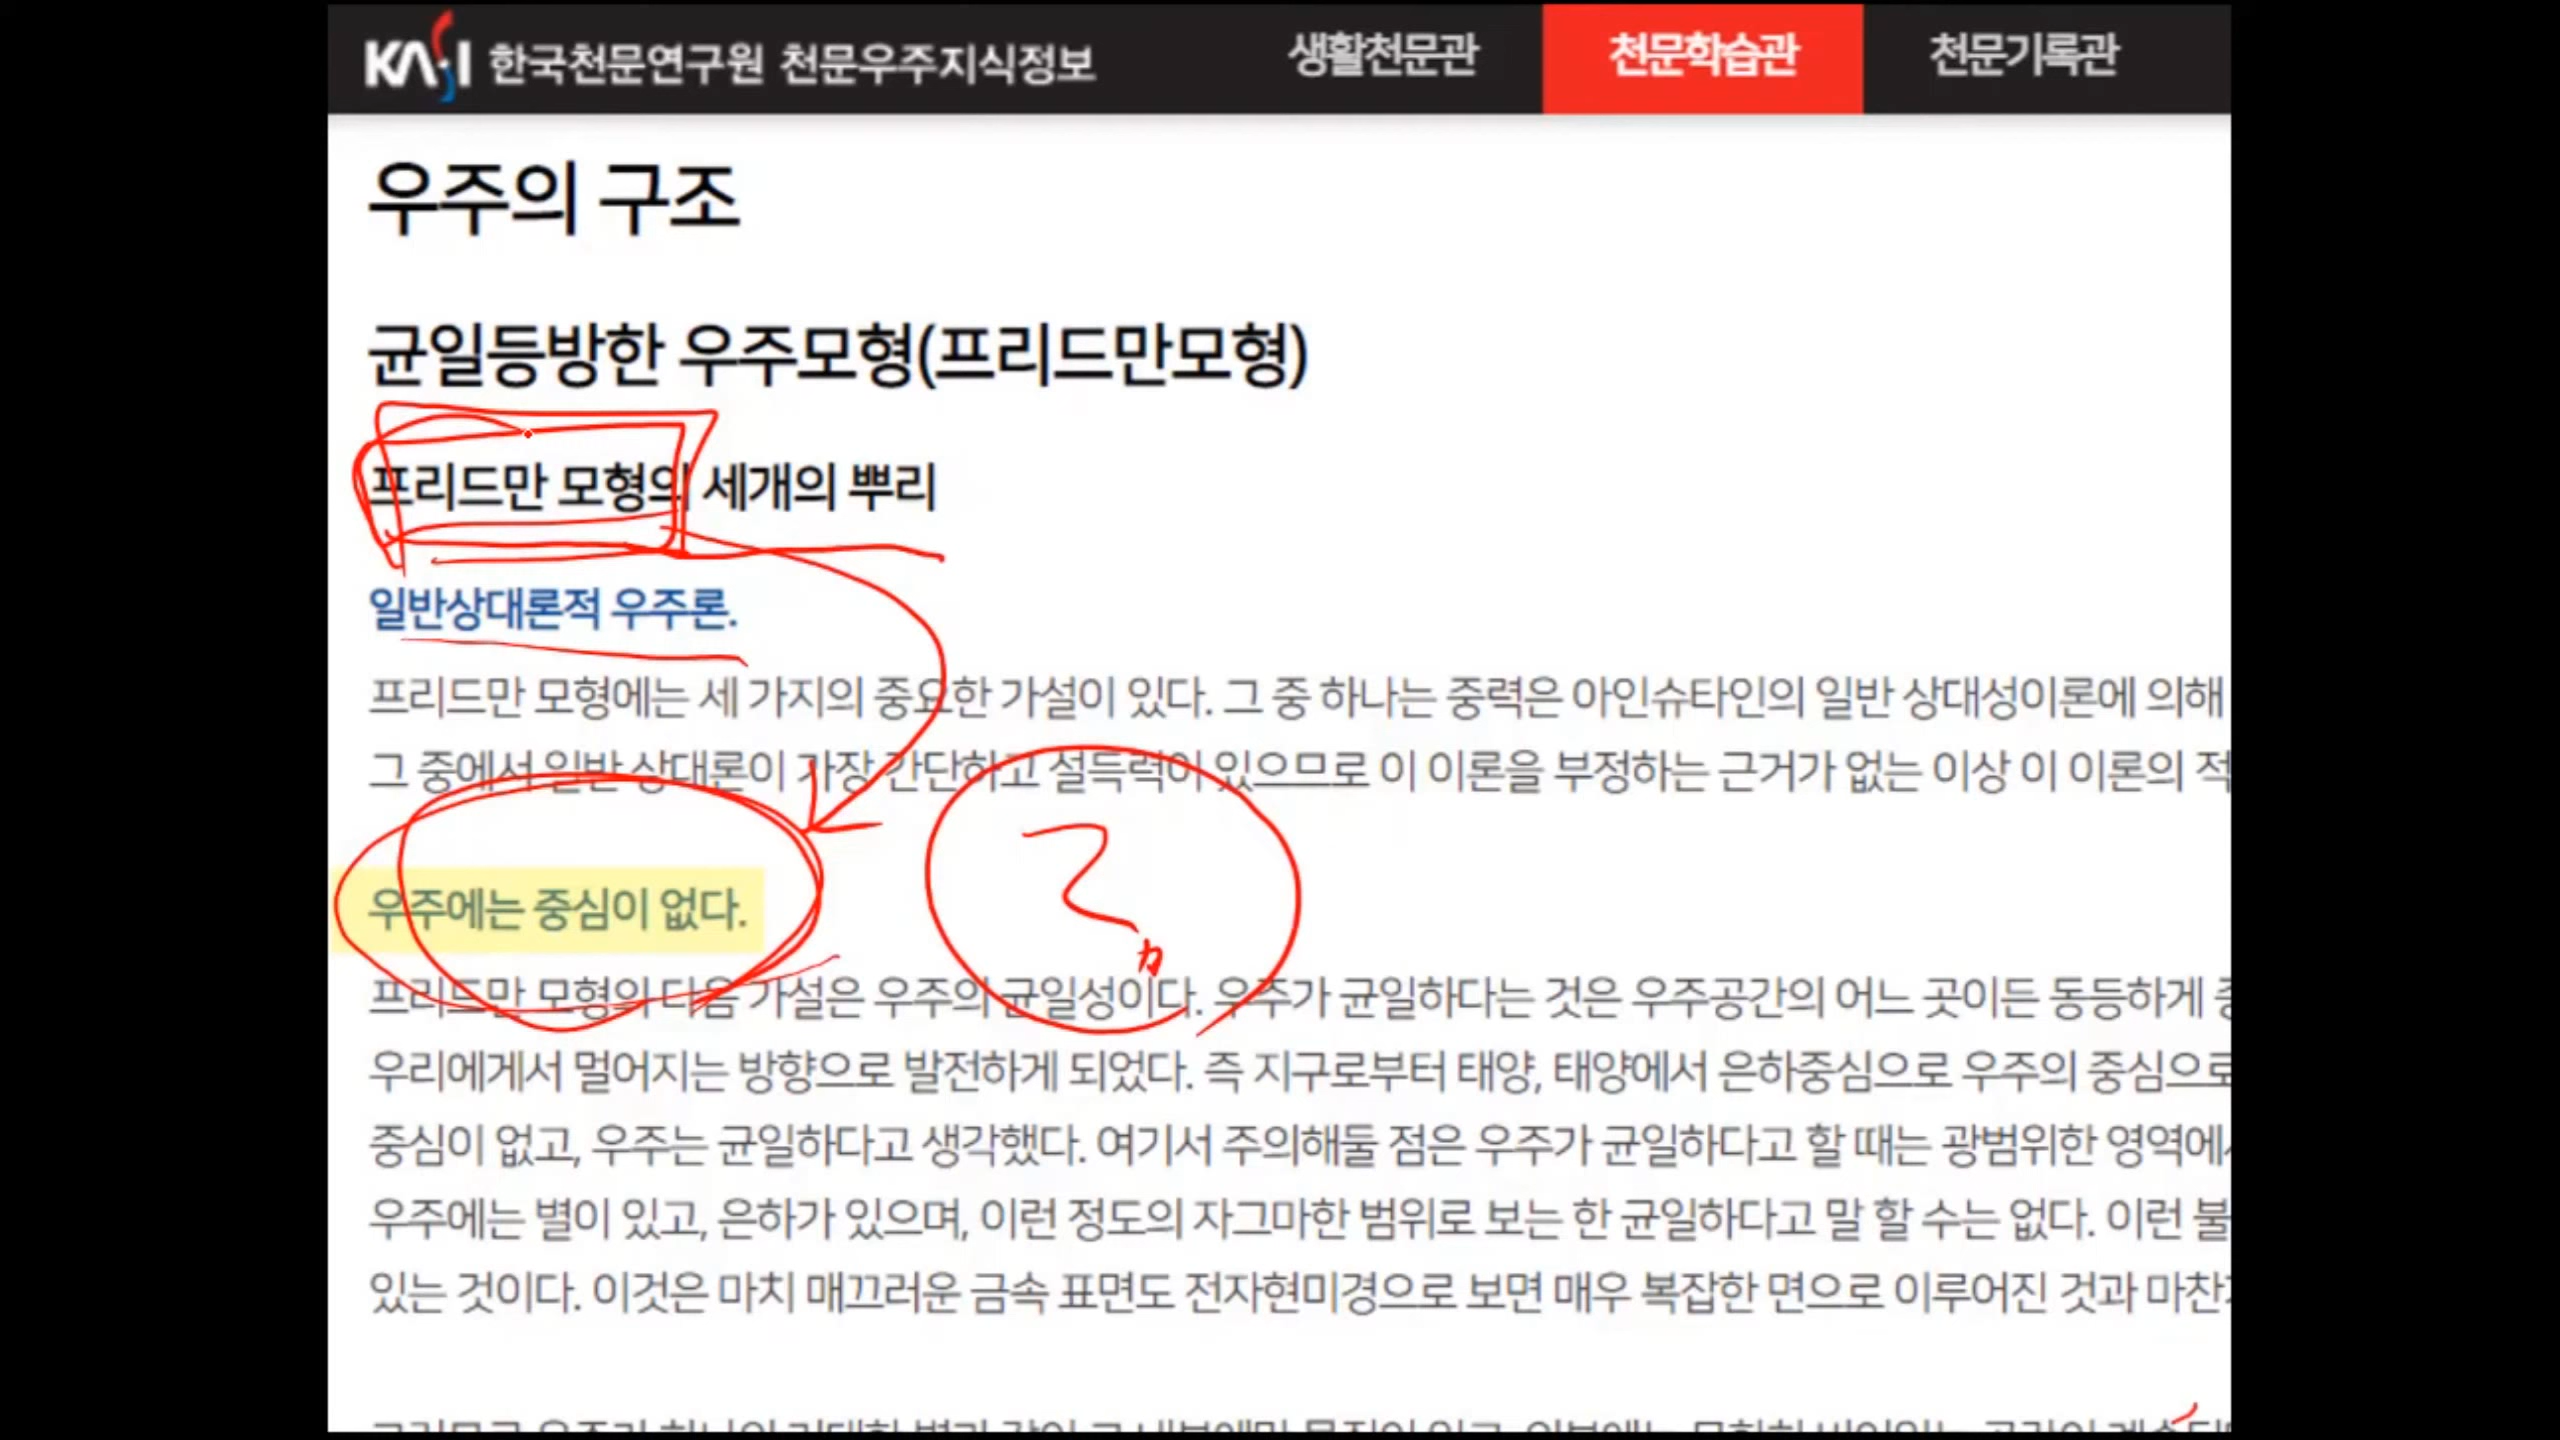 KASI 한국천문연구원 천문우주지식정보 생활천문관 천문학습관 천문기록관
우주의 구조
균일등방한 우주모형(프리드만모형)
프리드만 모형의 세개의 뿌리
일반상대론적 우주론.
프리드만 모형에는 세 가지의 중요한 가설이 있다. 그 중 하나는 중력은 아인슈타인의 일반 상대성이론에 의해
그 중에서 일반 상대론이 가장 간단하고 설득력이 있으므로 이 이론을 부정하는 근거가 없는 이상 이 이론의 적
우주에는 중심이 없다.
프리드만 모형의 다음 가설은 우주의 균일성이다. 우주가 균일하다는 것은 우주공간의 어느 곳이든 동등하게
우리에게서 멀어지는 방향으로 발전하게 되었다. 즉 지구로부터 태양, 태양에서 은하중심으로 우주의 중심으로
중심이 없고, 우주는 균일하다고 생각했다. 여기서 주의해둘 점은 우주가 균일하다고 할 때는 광범위한 영역에
우주에는 별이 있고, 은하가 있으며, 이런 정도의 자그마한 범위로 보는 한 균일하다고 말 할 수는 없다. 이런 불
있는 것이다. 이것은 마치 매끄러운 금속 표면도 전자현미경으로 보면 매우 복잡한 면으로 이루어진 것과 마찬